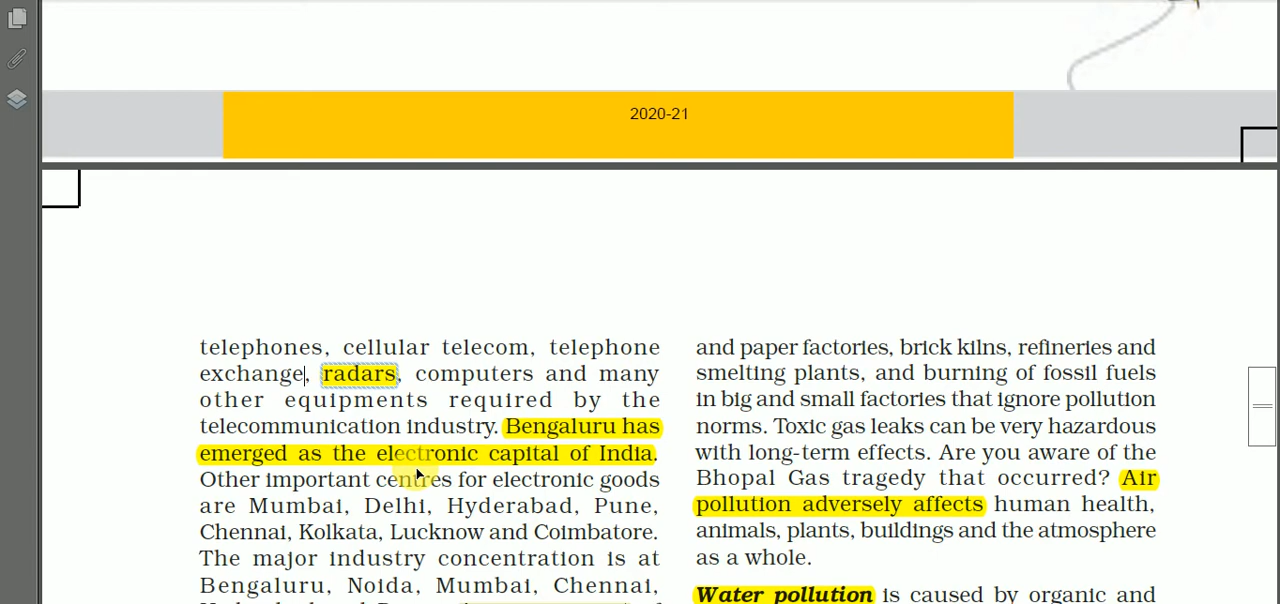 2020-21
telephones, cellular telecom, telephone
exchange, radars, computers and many
other equipments required by the
telecommunication industry. Bengaluru has
emerged as the electronic capital of India.
Other important centres for electronic goods
are Mumbai, Delhi, Hyderabad, Pune,
Chennai, Kolkata, Lucknow and Coimbatore.
The major industry concentration is at
Bengaluru, Noida, Mumbai, Chennai,
and paper factories, brick kilns, refineries and
smelting plants, and burning of fossil fuels
in big and small factories that ignore pollution
norms. Toxic gas leaks can be very hazardous
with long-term effects. Are you aware of the
Bhopal Gas tragedy that occurred? Air
pollution adversely affects human health,
animals, plants, buildings and the atmosphere
as a whole.
Water pollution is caused by organic and